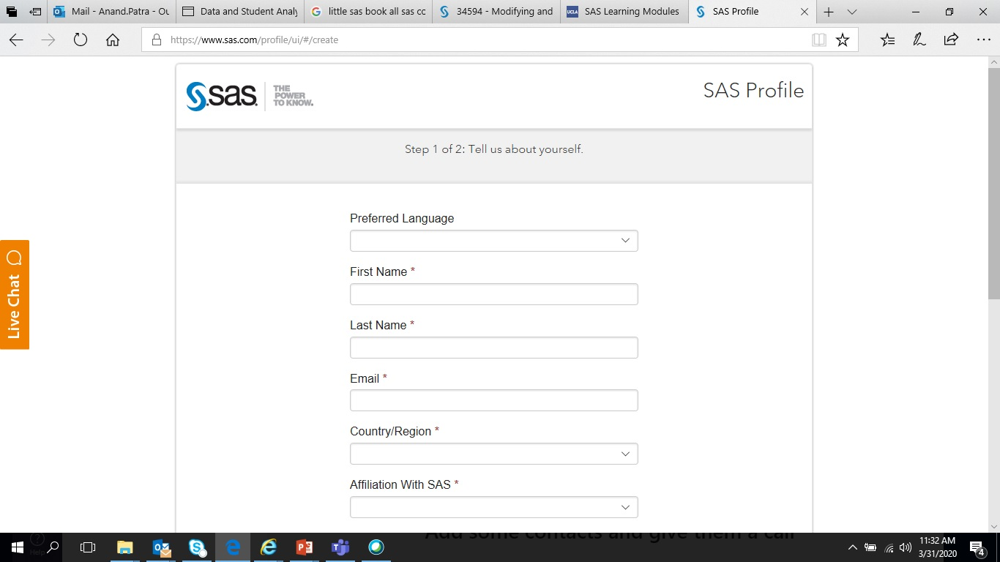 Mail - Anand.Patra - Ou
Data and Student Analy
little sas book all sas cc
34594 - Modifying and
UCLA
SAS Learning Modules
SAS Profile
https://www.sas.com/profile/ui/#/create
sas
THE
POWER
TO KNOW.
SAS Profile
Step 1 of 2: Tell us about yourself.
Preferred Language
First Name *
Last Name *
Email *
Country/Region *
Affiliation With SAS *
Live Chat
Add some contacts and give them a call
Help
11:32 AM
3/31/2020
4